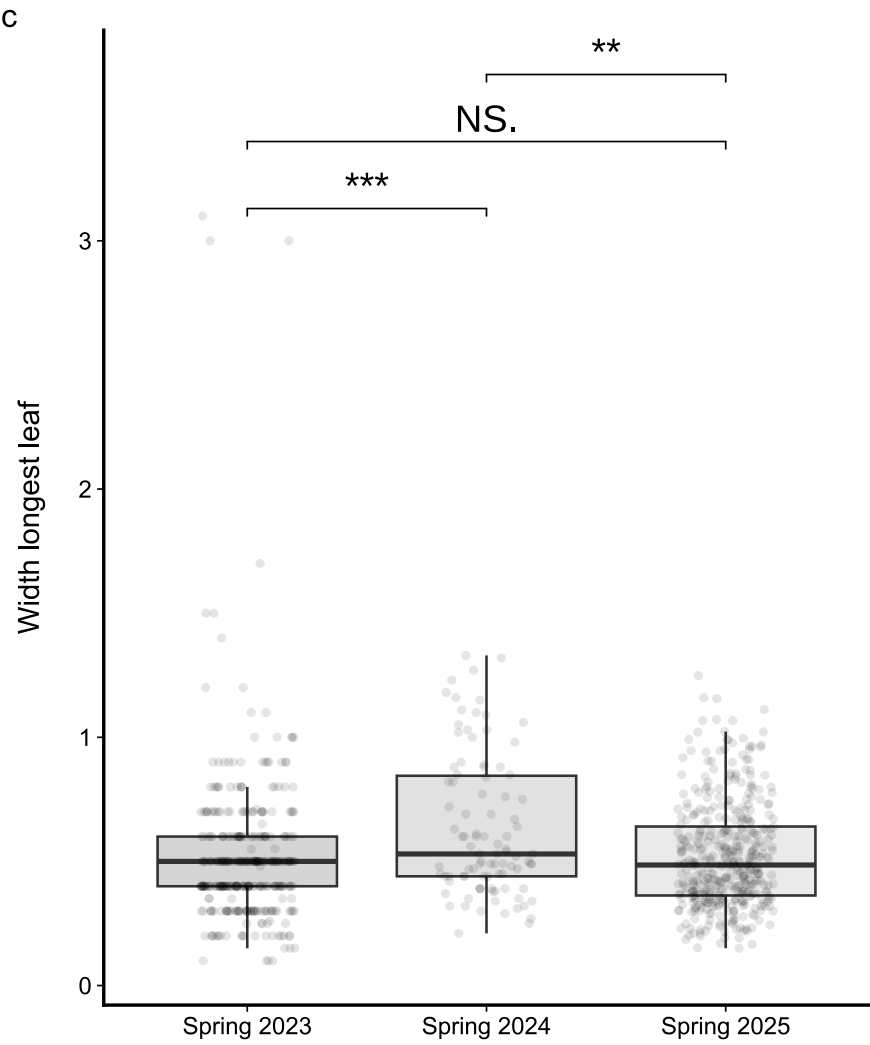 c
**
NS.
***
3
2
1
0
Width longest leaf
Spring 2023
Spring 2024
Spring 2025